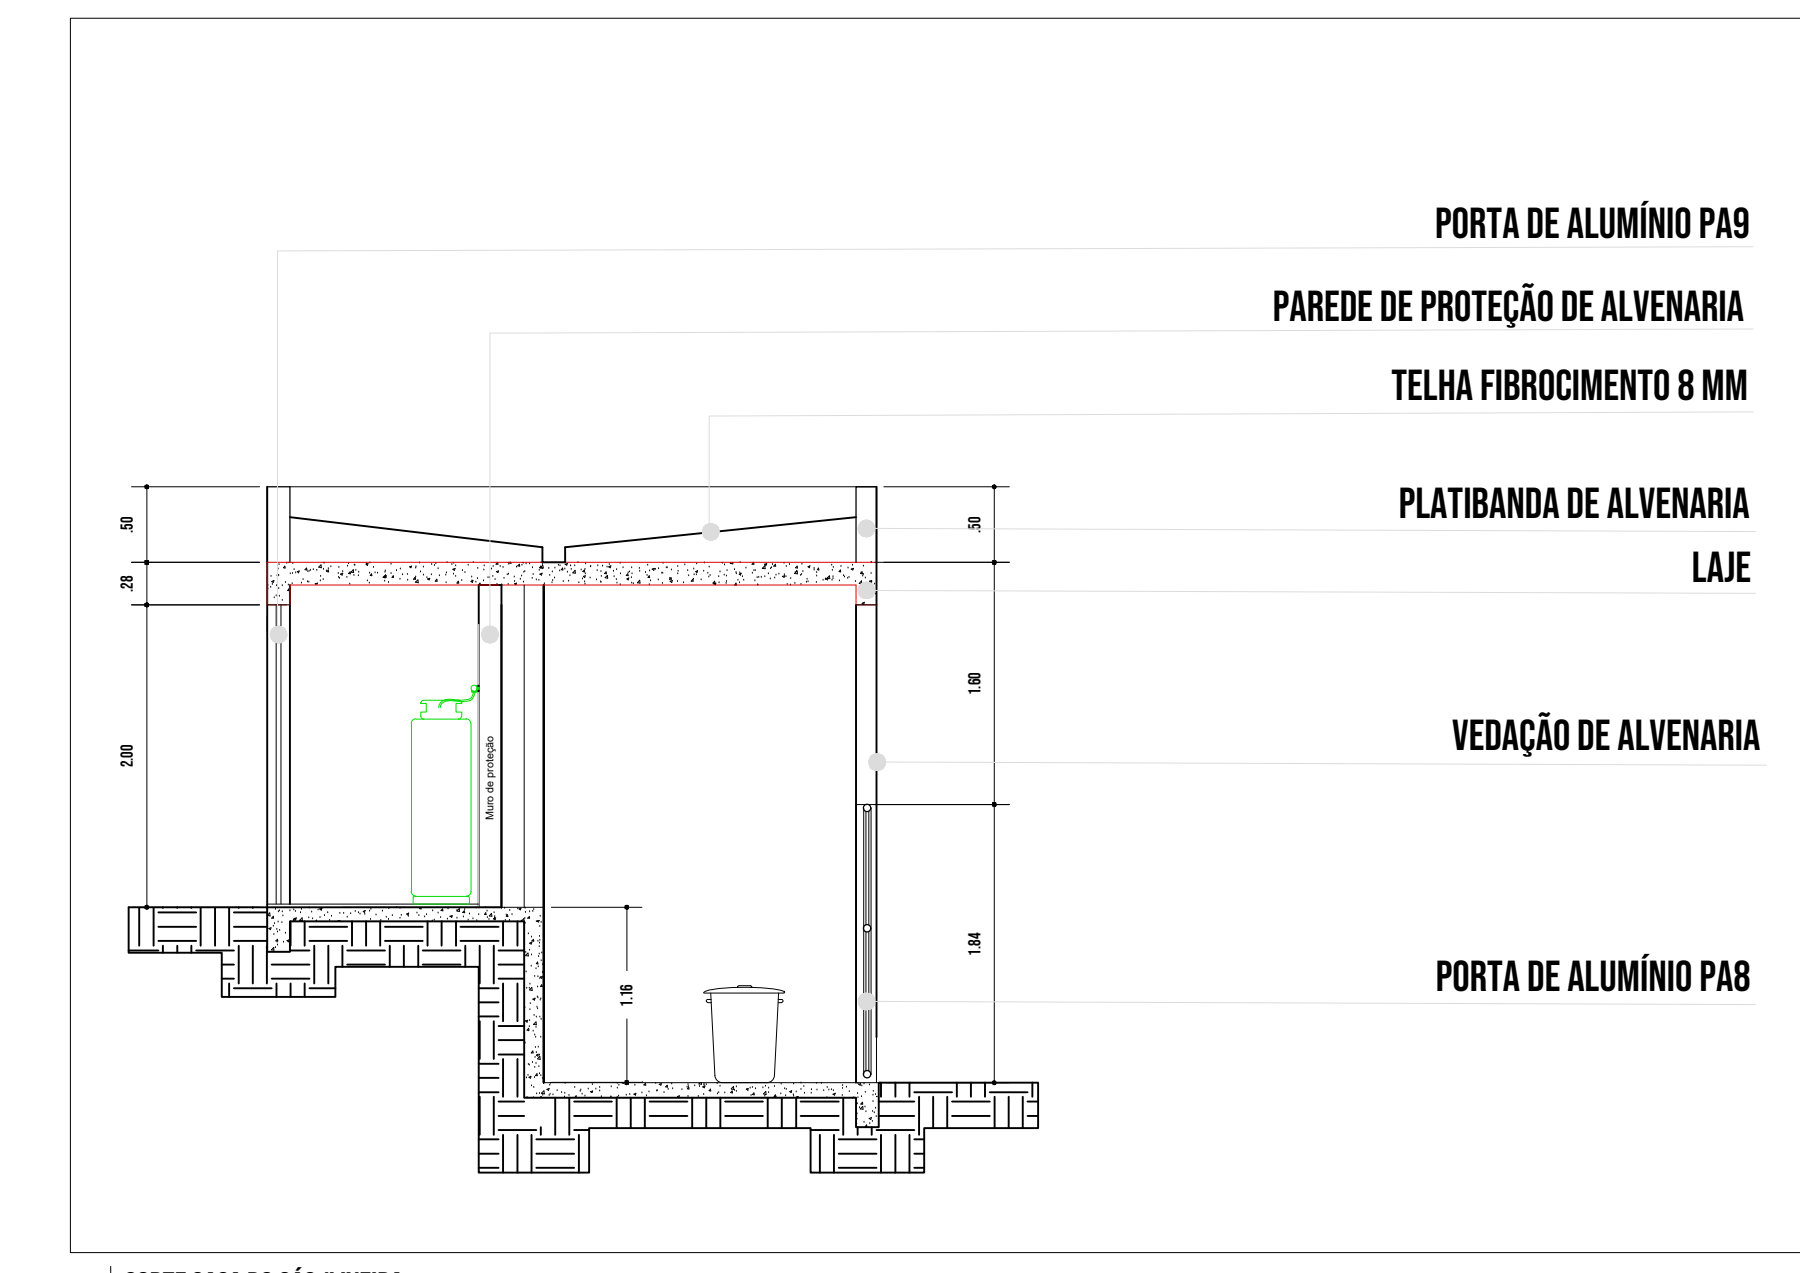 PORTA DE ALUMÍNIO PA9
PAREDE DE PROTEÇÃO DE ALVENARIA
TELHA FIBROCIMENTO 8 MM
PLATIBANDA DE ALVENARIA
LAJE
VEDAÇÃO DE ALVENARIA
PORTA DE ALUMÍNIO PA8
.50
.28
2.00
Muro de proteção
1.16
.50
1.60
1.84